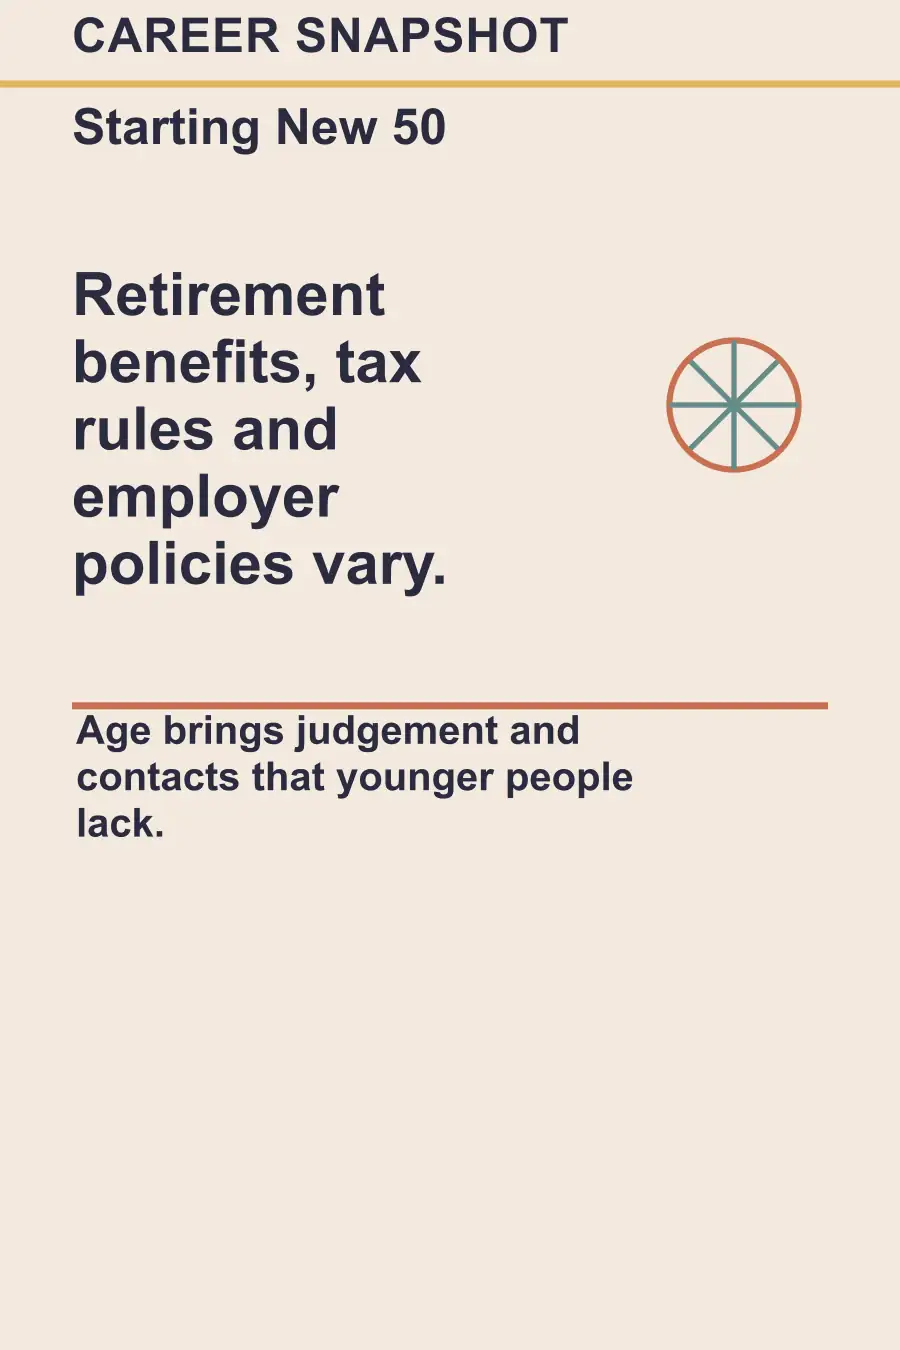 CAREER SNAPSHOT
Starting New 50
Retirement
benefits, tax
rules and
employer
policies vary.
Age brings judgement and
contacts that younger people
lack.